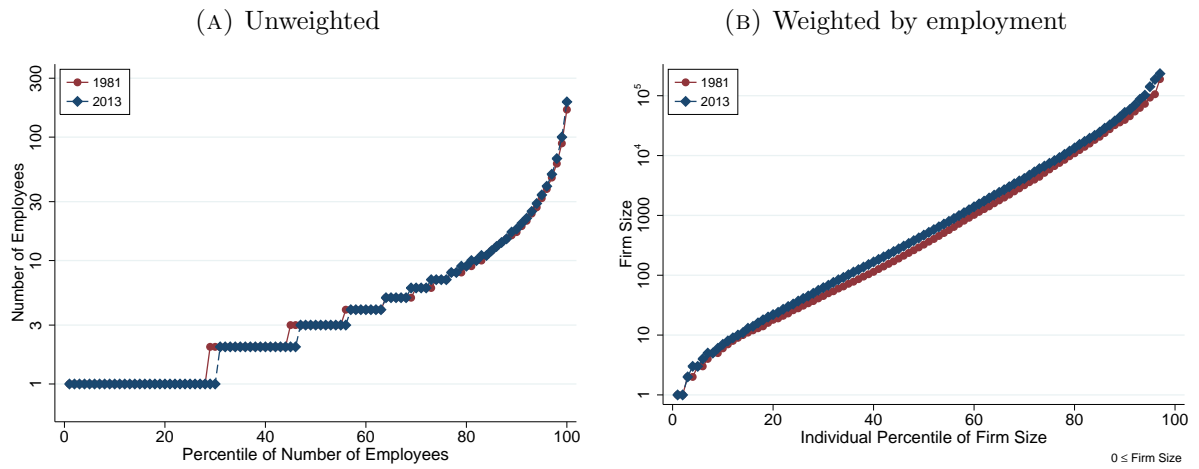 (A) Unweighted
300
100
30
10
3
1
Number of Employees
1981
2013
0 20 40 60 80 100
Percentile of Number of Employees
(B) Weighted by employment
10^5
10^4
1000
100
10
1
Firm Size
1981
2013
0 20 40 60 80 100
Individual Percentile of Firm Size
0 ≤ Firm Size